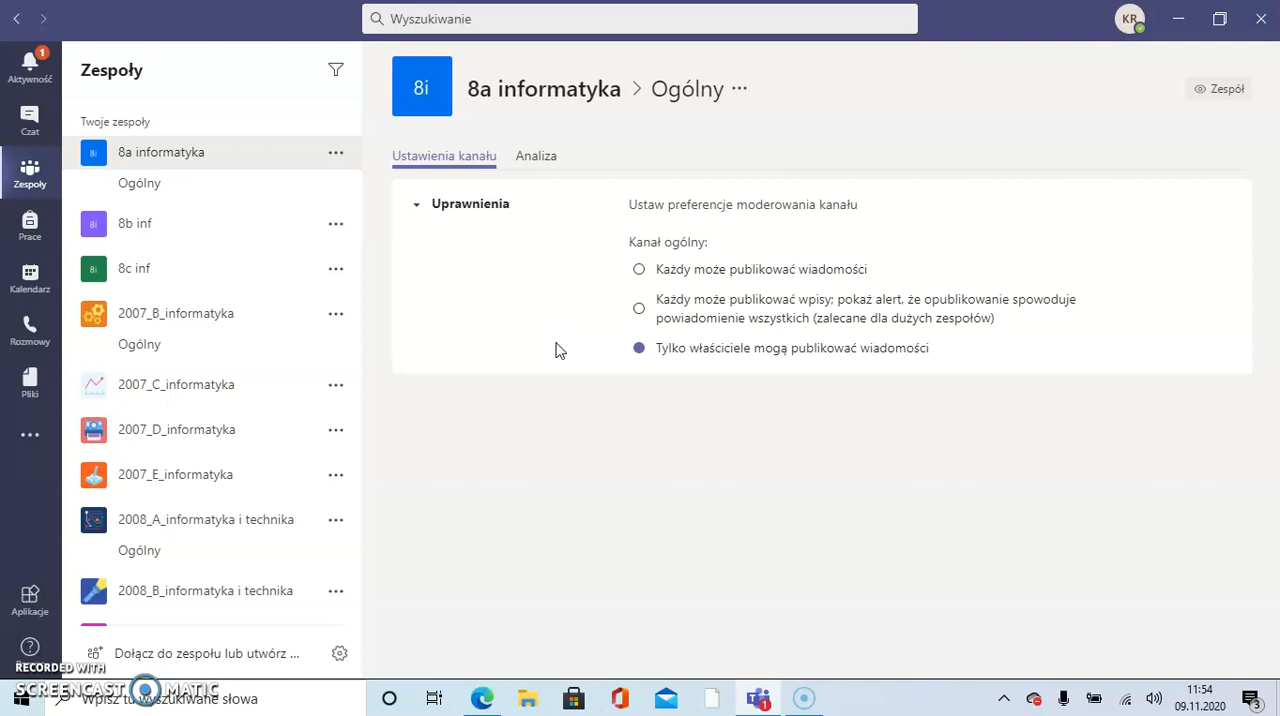 Wyszukiwanie
KR
1
Aktywność
Czat
Zespoły
Prace
Kalendarz
Rozmowy
Pliki
Aplikacje
Zespoły
Twoje zespoły
8i
8a informatyka
Ogólny
8i
8b inf
8i
8c inf
2007_B_informatyka
Ogólny
2007_C_informatyka
2007_D_informatyka
2007_E_informatyka
2008_A_informatyka i technika
Ogólny
2008_B_informatyka i technika
Dołącz do zespołu lub utwórz ...
8i
8a informatyka > Ogólny ...
Zespół
Ustawienia kanału
Analiza
Uprawnienia
Ustaw preferencje moderowania kanału
Kanał ogólny:
Każdy może publikować wiadomości
Każdy może publikować wpisy; pokaż alert, że opublikowanie spowoduje
powiadomienie wszystkich (zalecane dla dużych zespołów)
Tylko właściciele mogą publikować wiadomości
RECORDED WITH
SCREENCAST MATIC
Wpisz tu wyszukiwane słowa
1
11:54
09.11.2020
3